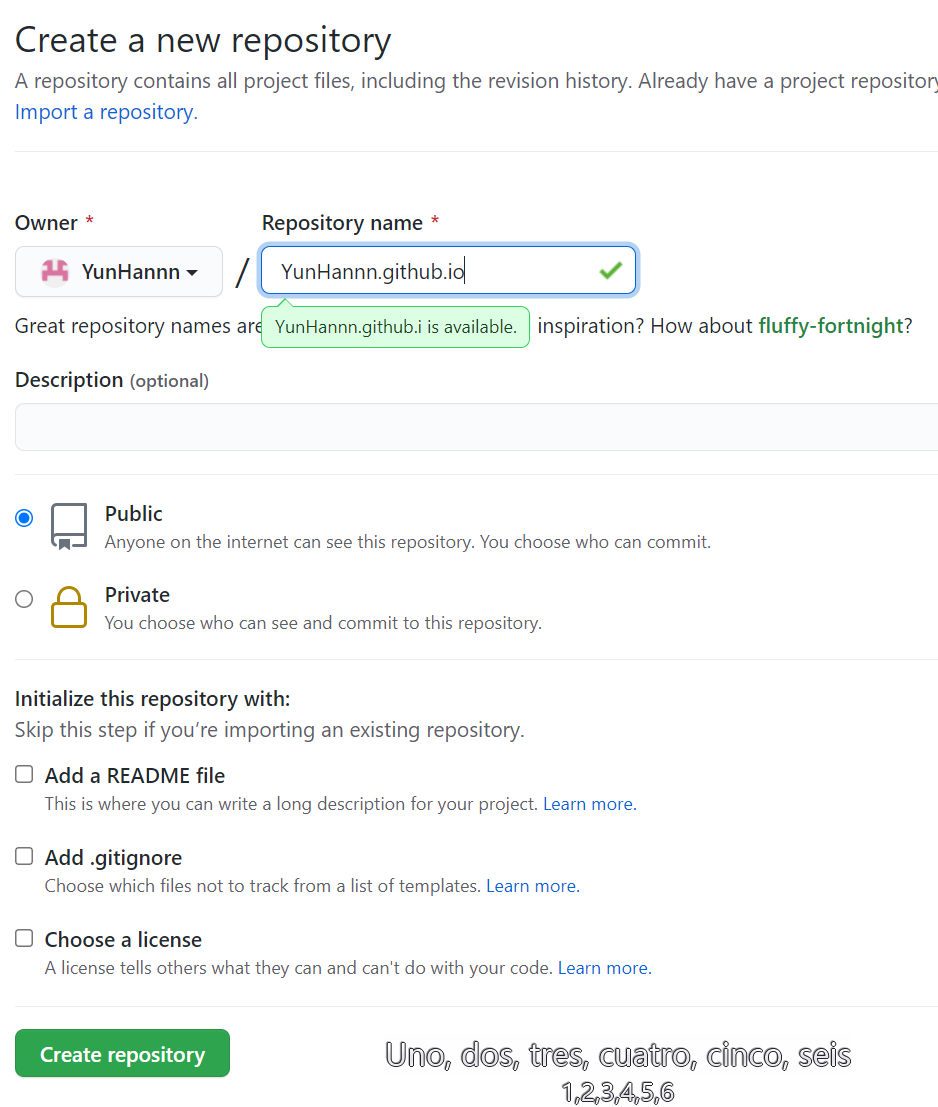 Create a new repository
A repository contains all project files, including the revision history. Already have a project repository
Import a repository.
Owner * Repository name *
YunHannn / YunHannn.github.io
Great repository names are YunHannn.github.i is available. inspiration? How about fluffy-fortnight?
Description (optional)
Public
Anyone on the internet can see this repository. You choose who can commit.
Private
You choose who can see and commit to this repository.
Initialize this repository with:
Skip this step if you’re importing an existing repository.
Add a README file
This is where you can write a long description for your project. Learn more.
Add .gitignore
Choose which files not to track from a list of templates. Learn more.
Choose a license
A license tells others what they can and can't do with your code. Learn more.
Create repository Uno, dos, tres, cuatro, cinco, seis
1,2,3,4,5,6